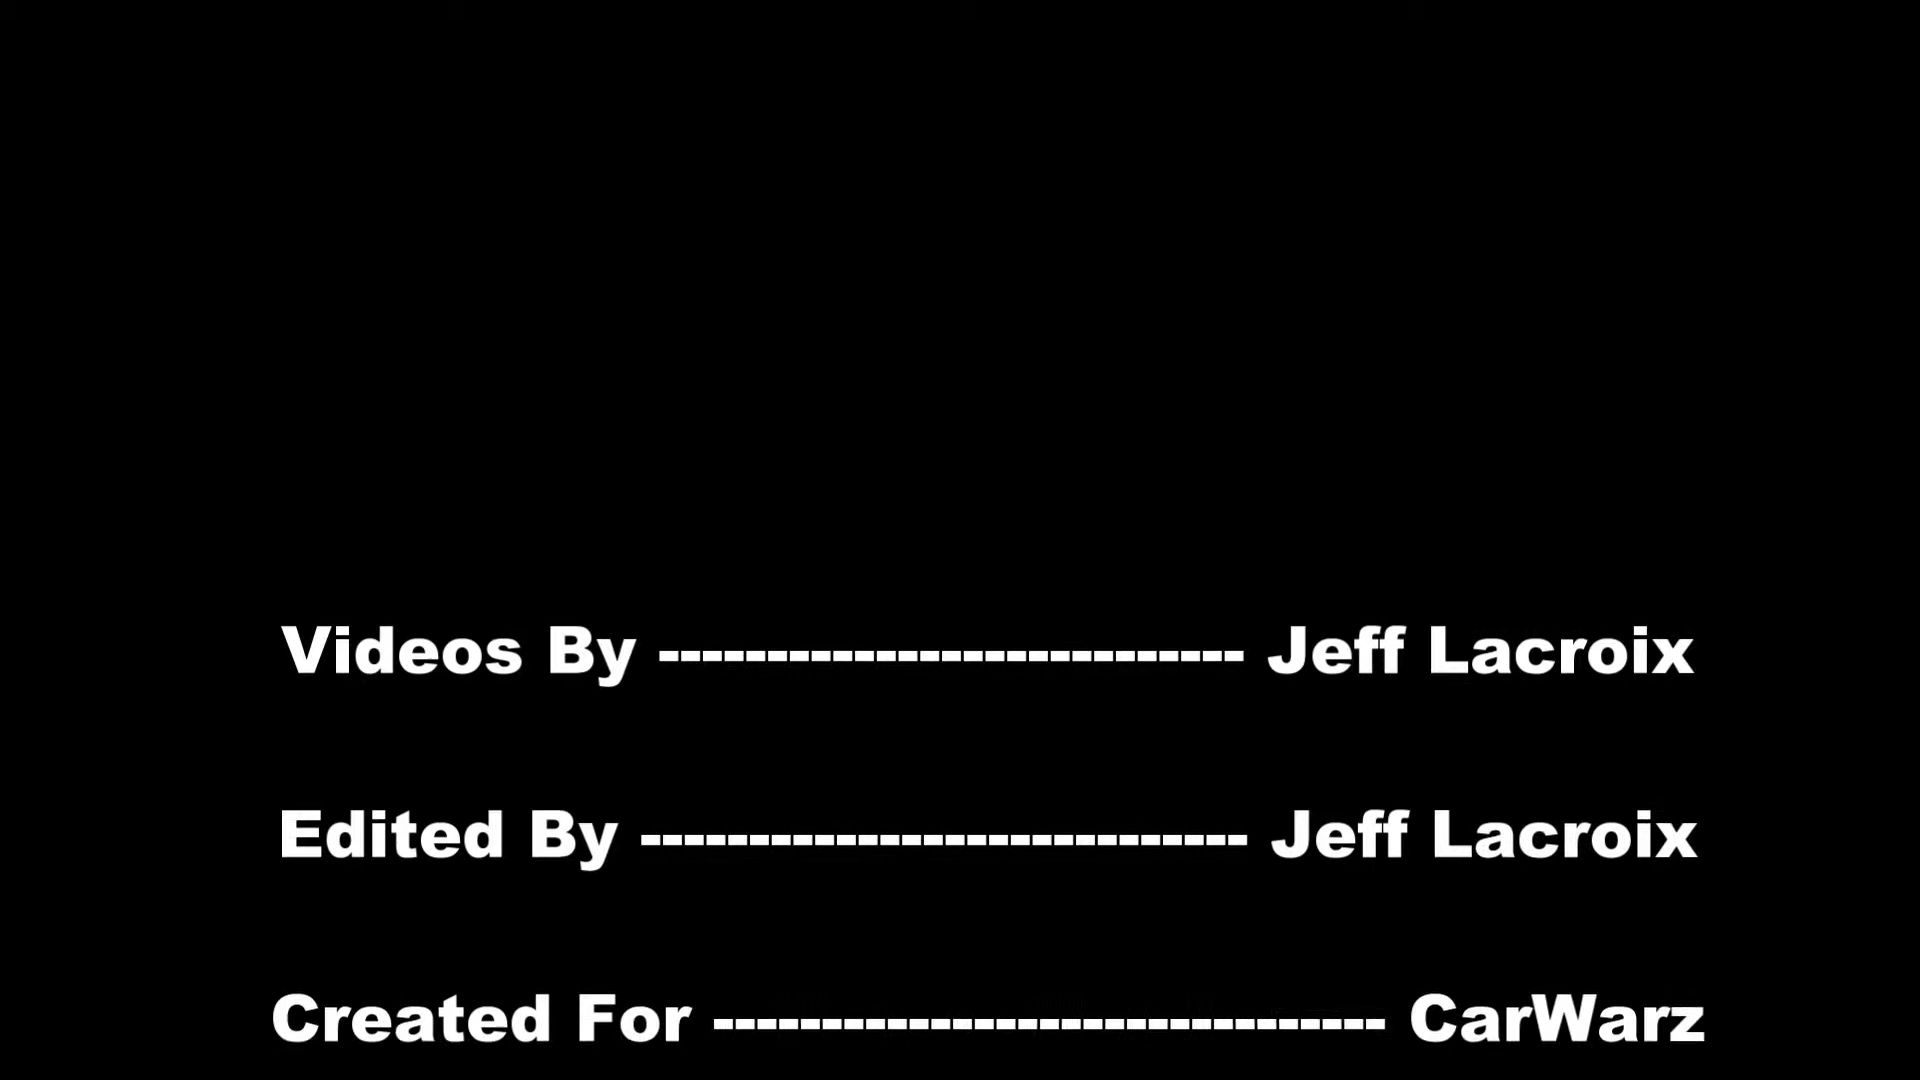 Videos By --------------------------- Jeff Lacroix
Edited By ---------------------------- Jeff Lacroix
Created For ------------------------------- CarWarz